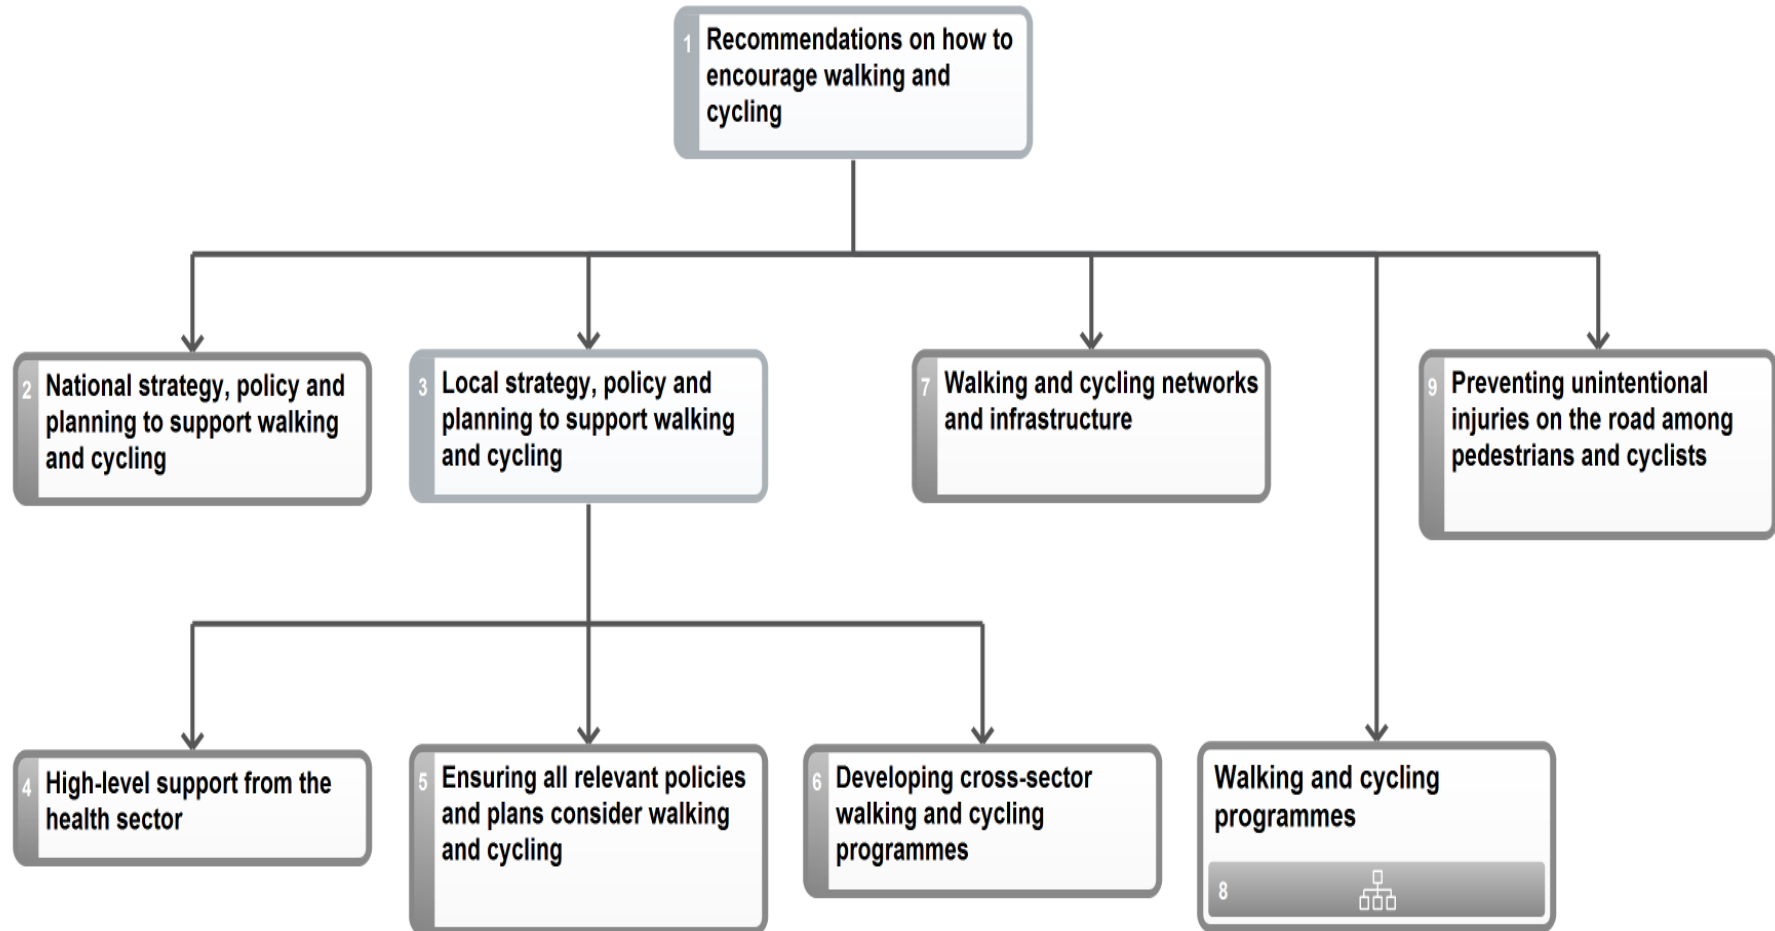 1
Recommendations on how to
encourage walking and
cycling
2
National strategy, policy and
planning to support walking
and cycling
3
Local strategy, policy and
planning to support walking
and cycling
7
Walking and cycling networks
and infrastructure
9
Preventing unintentional
injuries on the road among
pedestrians and cyclists
4
High-level support from the
health sector
5
Ensuring all relevant policies
and plans consider walking
and cycling
6
Developing cross-sector
walking and cycling
programmes
Walking and cycling
programmes
8